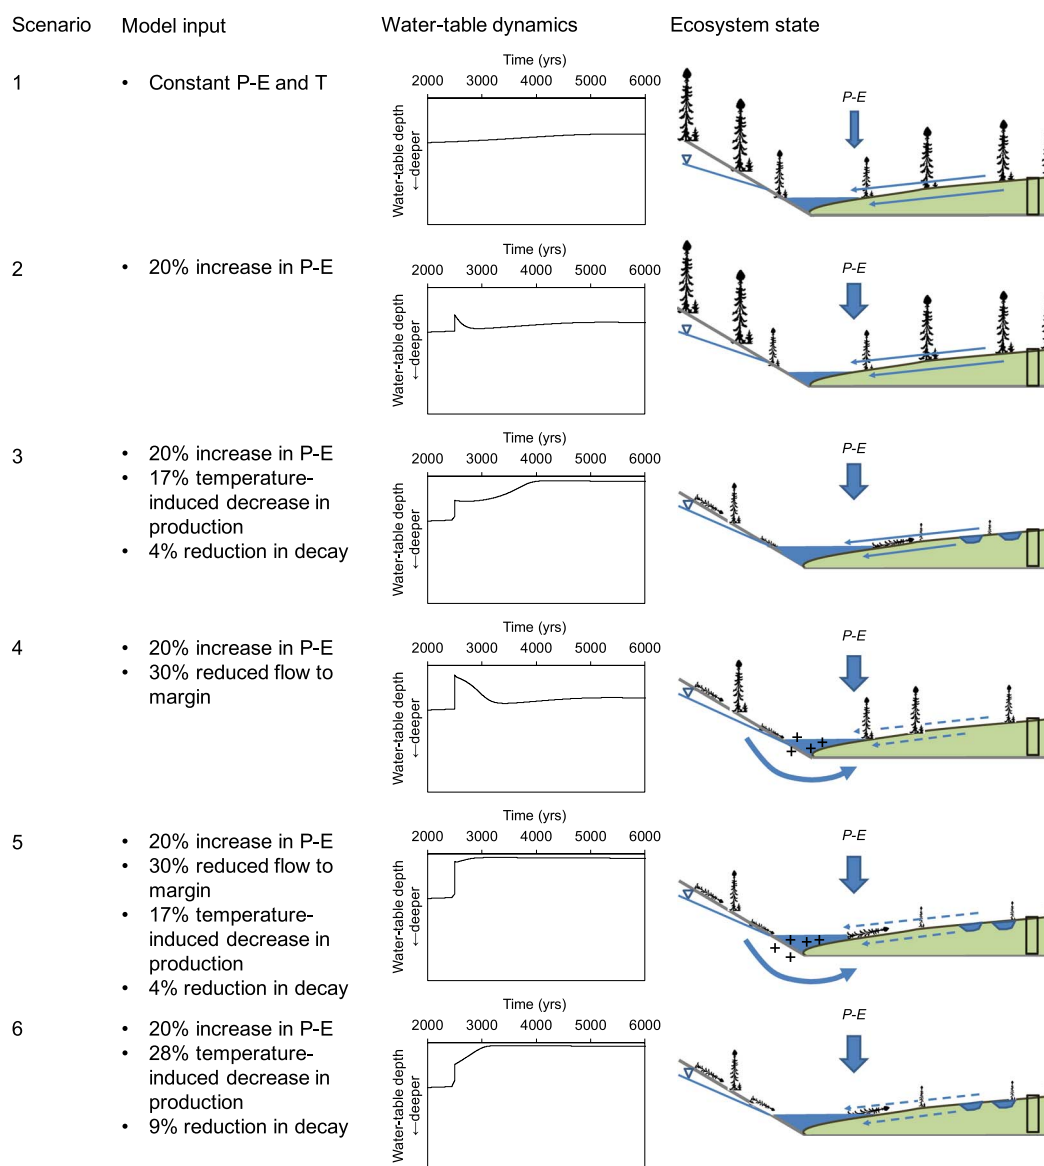 Scenario Model input Water-table dynamics Ecosystem state
1
• Constant P-E and T
Time (yrs)
2000 3000 4000 5000 6000
Water-table depth
←deeper
P-E
2
• 20% increase in P-E
Time (yrs)
2000 3000 4000 5000 6000
Water-table depth
←deeper
P-E
3
• 20% increase in P-E
• 17% temperature-
induced decrease in
production
• 4% reduction in decay
Time (yrs)
2000 3000 4000 5000 6000
Water-table depth
←deeper
P-E
4
• 20% increase in P-E
• 30% reduced flow to
margin
Time (yrs)
2000 3000 4000 5000 6000
Water-table depth
←deeper
P-E
+ + + + +
5
• 20% increase in P-E
• 30% reduced flow to
margin
• 17% temperature-
induced decrease in
production
• 4% reduction in decay
Time (yrs)
2000 3000 4000 5000 6000
Water-table depth
←deeper
P-E
+ + + + +
6
• 20% increase in P-E
• 28% temperature-
induced decrease in
production
• 9% reduction in decay
Time (yrs)
2000 3000 4000 5000 6000
Water-table depth
←deeper
P-E